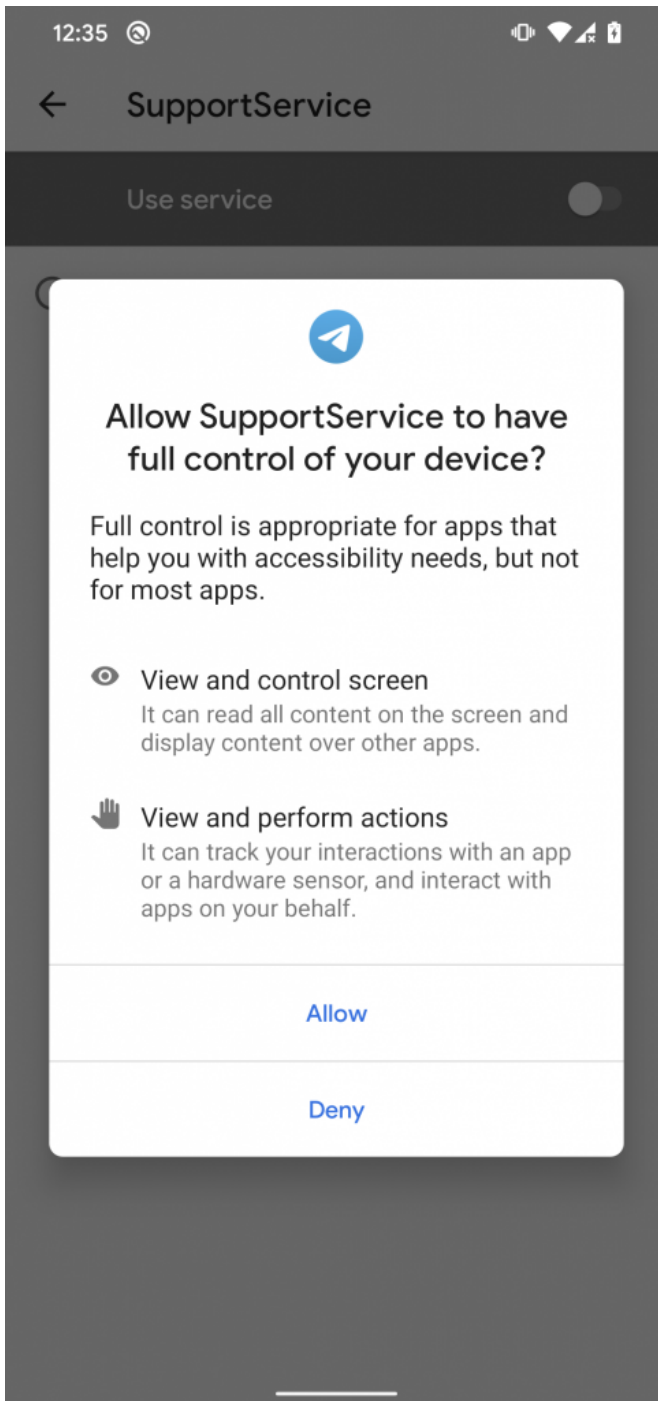 12:35
SupportService
Use service
Allow SupportService to have
full control of your device?
Full control is appropriate for apps that
help you with accessibility needs, but not
for most apps.
View and control screen
It can read all content on the screen and
display content over other apps.
View and perform actions
It can track your interactions with an app
or a hardware sensor, and interact with
apps on your behalf.
Allow
Deny